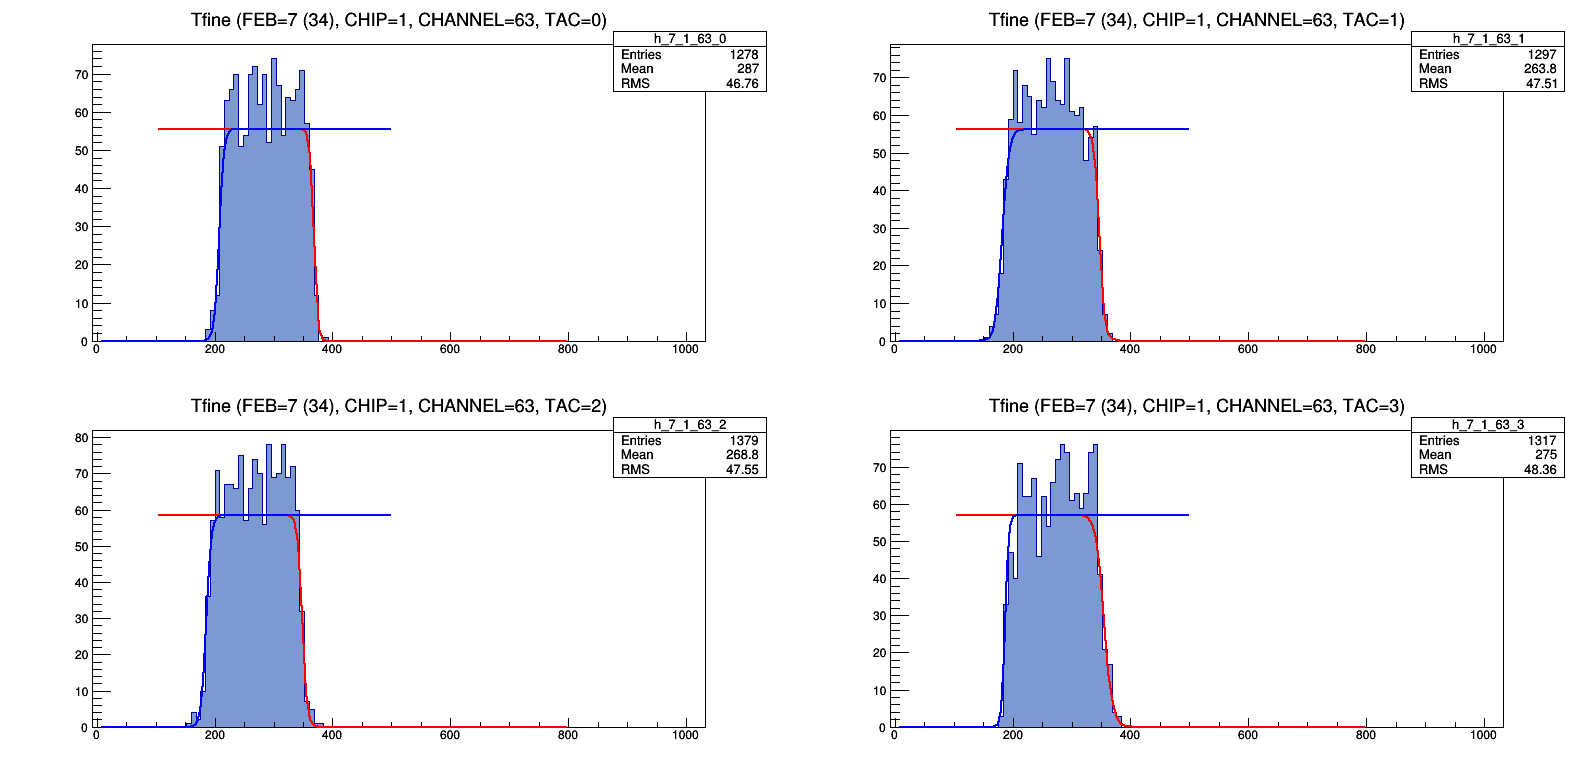 Tfine (FEB=7 (34), CHIP=1, CHANNEL=63, TAC=0)
h_7_1_63_0
Entries 1278
Mean 287
RMS 46.76
70
60
50
40
30
20
10
0
0 200 400 600 800 1000
Tfine (FEB=7 (34), CHIP=1, CHANNEL=63, TAC=1)
h_7_1_63_1
Entries 1297
Mean 263.8
RMS 47.51
70
60
50
40
30
20
10
0
0 200 400 600 800 1000
Tfine (FEB=7 (34), CHIP=1, CHANNEL=63, TAC=2)
h_7_1_63_2
Entries 1379
Mean 268.8
RMS 47.55
80
70
60
50
40
30
20
10
0
0 200 400 600 800 1000
Tfine (FEB=7 (34), CHIP=1, CHANNEL=63, TAC=3)
h_7_1_63_3
Entries 1317
Mean 275
RMS 48.36
70
60
50
40
30
20
10
0
0 200 400 600 800 1000